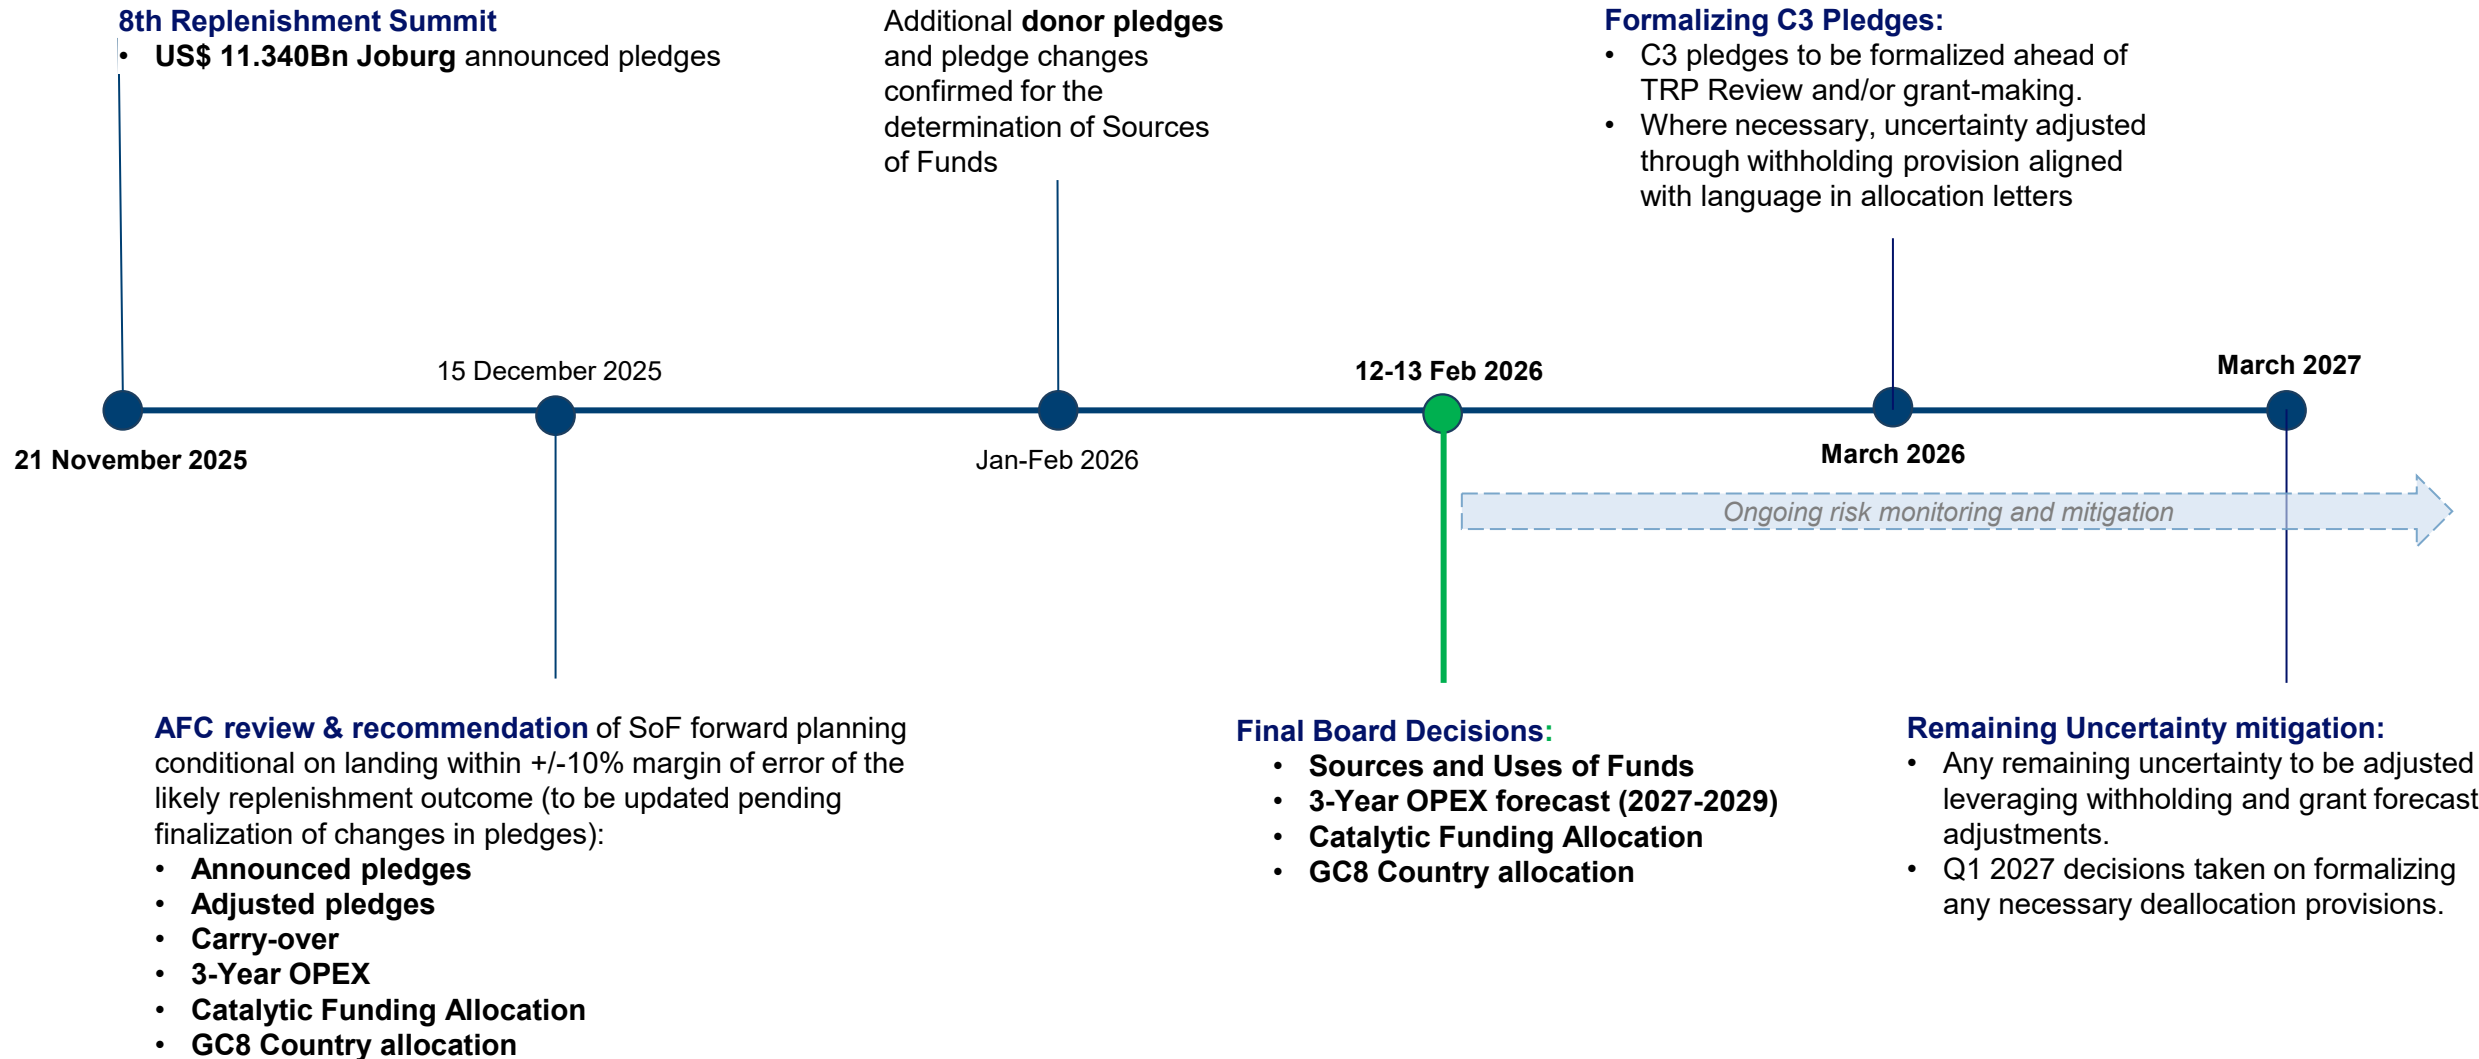 8th Replenishment Summit
• US$ 11.340Bn Joburg announced pledges
Additional donor pledges
and pledge changes
confirmed for the
determination of Sources
of Funds
Formalizing C3 Pledges:
• C3 pledges to be formalized ahead of
TRP Review and/or grant-making.
• Where necessary, uncertainty adjusted
through withholding provision aligned
with language in allocation letters
21 November 2025
15 December 2025
Jan-Feb 2026
12-13 Feb 2026
March 2026
March 2027
Ongoing risk monitoring and mitigation
AFC review & recommendation of SoF forward planning
conditional on landing within +/-10% margin of error of the
likely replenishment outcome (to be updated pending
finalization of changes in pledges):
• Announced pledges
• Adjusted pledges
• Carry-over
• 3-Year OPEX
• Catalytic Funding Allocation
• GC8 Country allocation
Final Board Decisions:
• Sources and Uses of Funds
• 3-Year OPEX forecast (2027-2029)
• Catalytic Funding Allocation
• GC8 Country allocation
Remaining Uncertainty mitigation:
• Any remaining uncertainty to be adjusted
leveraging withholding and grant forecast
adjustments.
• Q1 2027 decisions taken on formalizing
any necessary deallocation provisions.